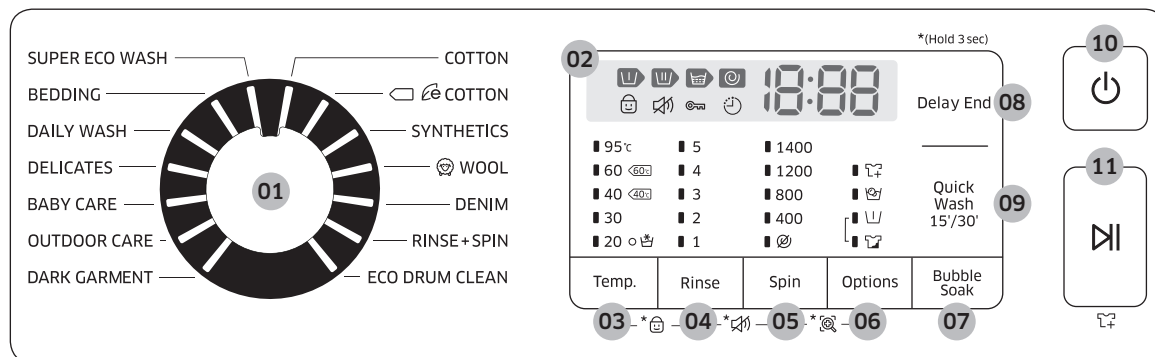 *(Hold 3 sec)
SUPER ECO WASH
BEDDING
DAILY WASH
DELICATES
BABY CARE
OUTDOOR CARE
DARK GARMENT
01
COTTON
e COTTON
SYNTHETICS
WOOL
DENIM
RINSE+SPIN
ECO DRUM CLEAN
02
18:88
Delay End 08
95℃ 5 1400
60 60℃ 4 1200
40 40℃ 3 800
30 2 400
20 1
Quick
Wash
15'/30'
09
Temp. Rinse Spin Options Bubble
Soak
03 * 04 * 05 * 06 07
10
11